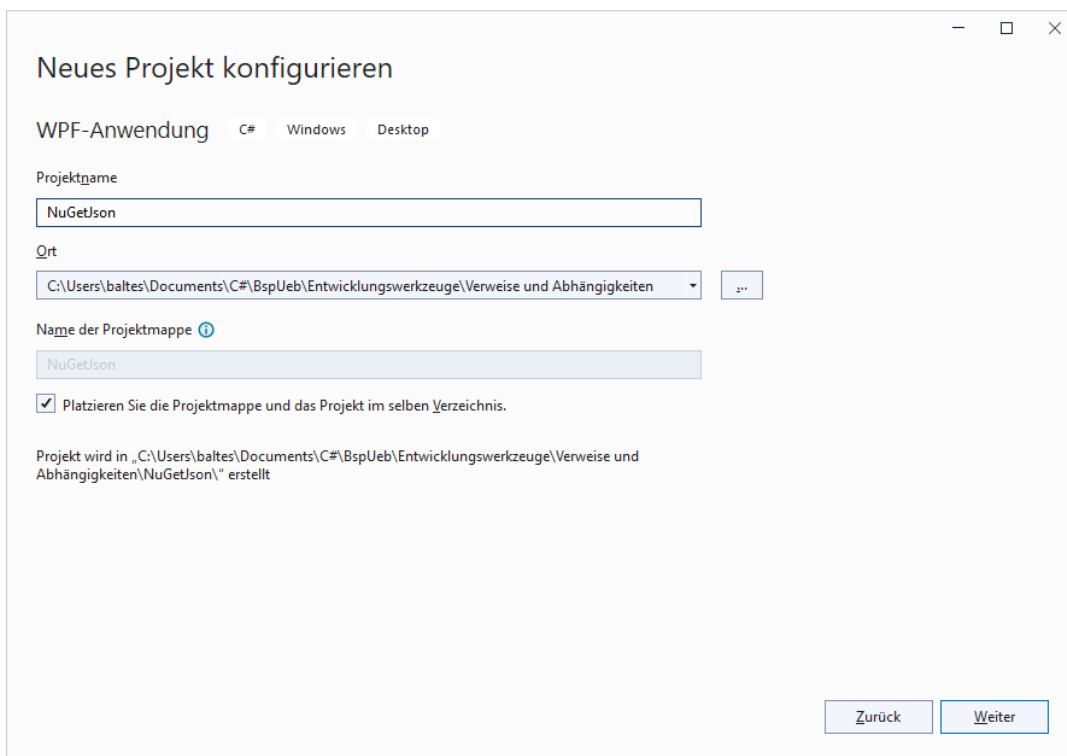 Neues Projekt konfigurieren
WPF-Anwendung C# Windows Desktop
Projektname
NuGetJson
Ort
C:\Users\baltes\Documents\C#\BspUeb\Entwicklungswerkzeuge\Verweise und Abhängigkeiten ...
Name der Projektmappe
NuGetJson
Platzieren Sie die Projektmappe und das Projekt im selben Verzeichnis.
Projekt wird in „C:\Users\baltes\Documents\C#\BspUeb\Entwicklungswerkzeuge\Verweise und
Abhängigkeiten\NuGetJson\“ erstellt
Zurück Weiter